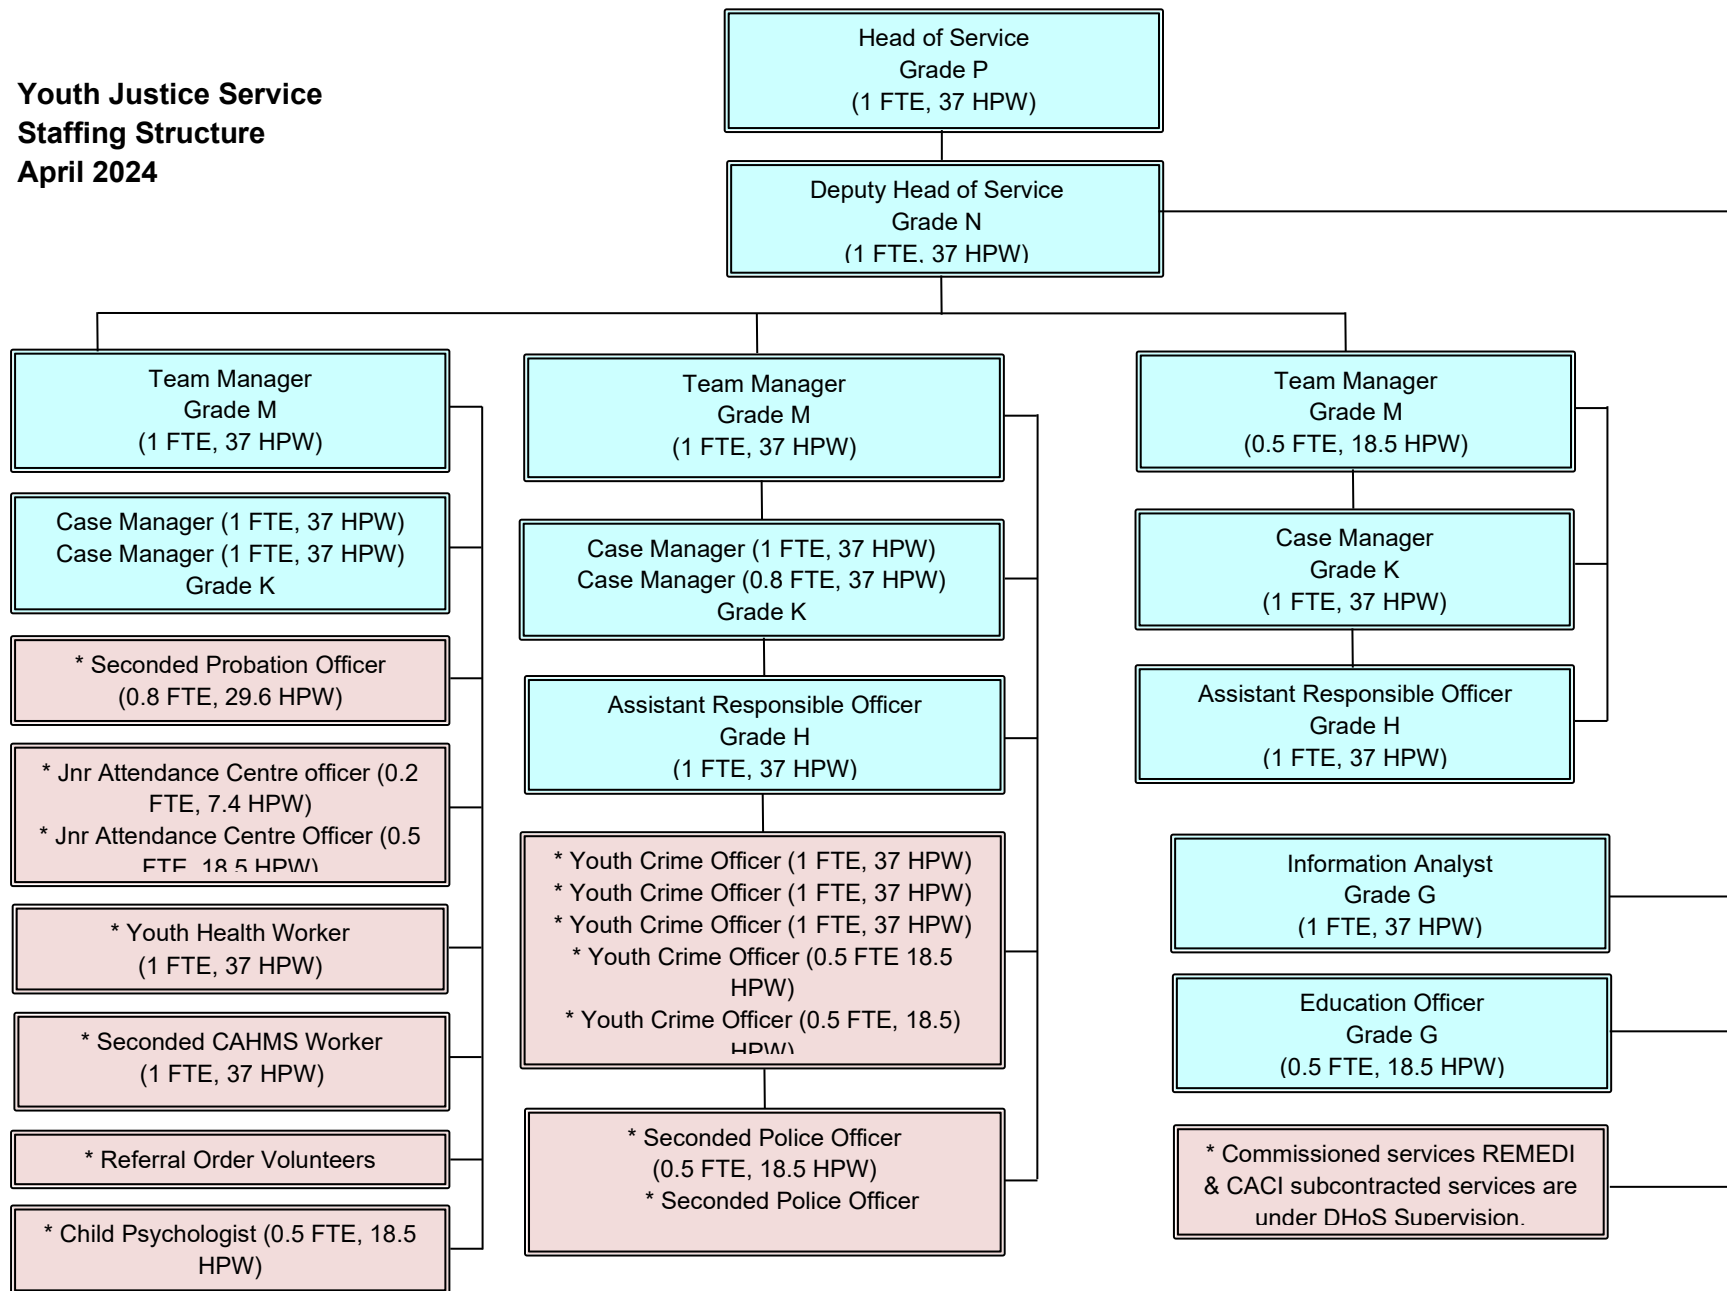 Youth Justice Service
Staffing Structure
April 2024
Head of Service
Grade P
(1 FTE, 37 HPW)
Deputy Head of Service
Grade N
(1 FTE, 37 HPW)
Team Manager
Grade M
(1 FTE, 37 HPW)
Case Manager (1 FTE, 37 HPW)
Case Manager (1 FTE, 37 HPW)
Grade K
* Seconded Probation Officer
(0.8 FTE, 29.6 HPW)
* Jnr Attendance Centre officer (0.2
FTE, 7.4 HPW)
* Jnr Attendance Centre Officer (0.5
FTE, 18.5 HPW)
* Youth Health Worker
(1 FTE, 37 HPW)
* Seconded CAHMS Worker
(1 FTE, 37 HPW)
* Referral Order Volunteers
* Child Psychologist (0.5 FTE, 18.5
HPW)
Team Manager
Grade M
(1 FTE, 37 HPW)
Case Manager (1 FTE, 37 HPW)
Case Manager (0.8 FTE, 37 HPW)
Grade K
Assistant Responsible Officer
Grade H
(1 FTE, 37 HPW)
* Youth Crime Officer (1 FTE, 37 HPW)
* Youth Crime Officer (1 FTE, 37 HPW)
* Youth Crime Officer (1 FTE, 37 HPW)
* Youth Crime Officer (0.5 FTE 18.5
HPW)
* Youth Crime Officer (0.5 FTE, 18.5)
HPW)
* Seconded Police Officer
(0.5 FTE, 18.5 HPW)
* Seconded Police Officer
Team Manager
Grade M
(0.5 FTE, 18.5 HPW)
Case Manager
Grade K
(1 FTE, 37 HPW)
Assistant Responsible Officer
Grade H
(1 FTE, 37 HPW)
Information Analyst
Grade G
(1 FTE, 37 HPW)
Education Officer
Grade G
(0.5 FTE, 18.5 HPW)
* Commissioned services REMEDI
& CACI subcontracted services are
under DHoS Supervision.